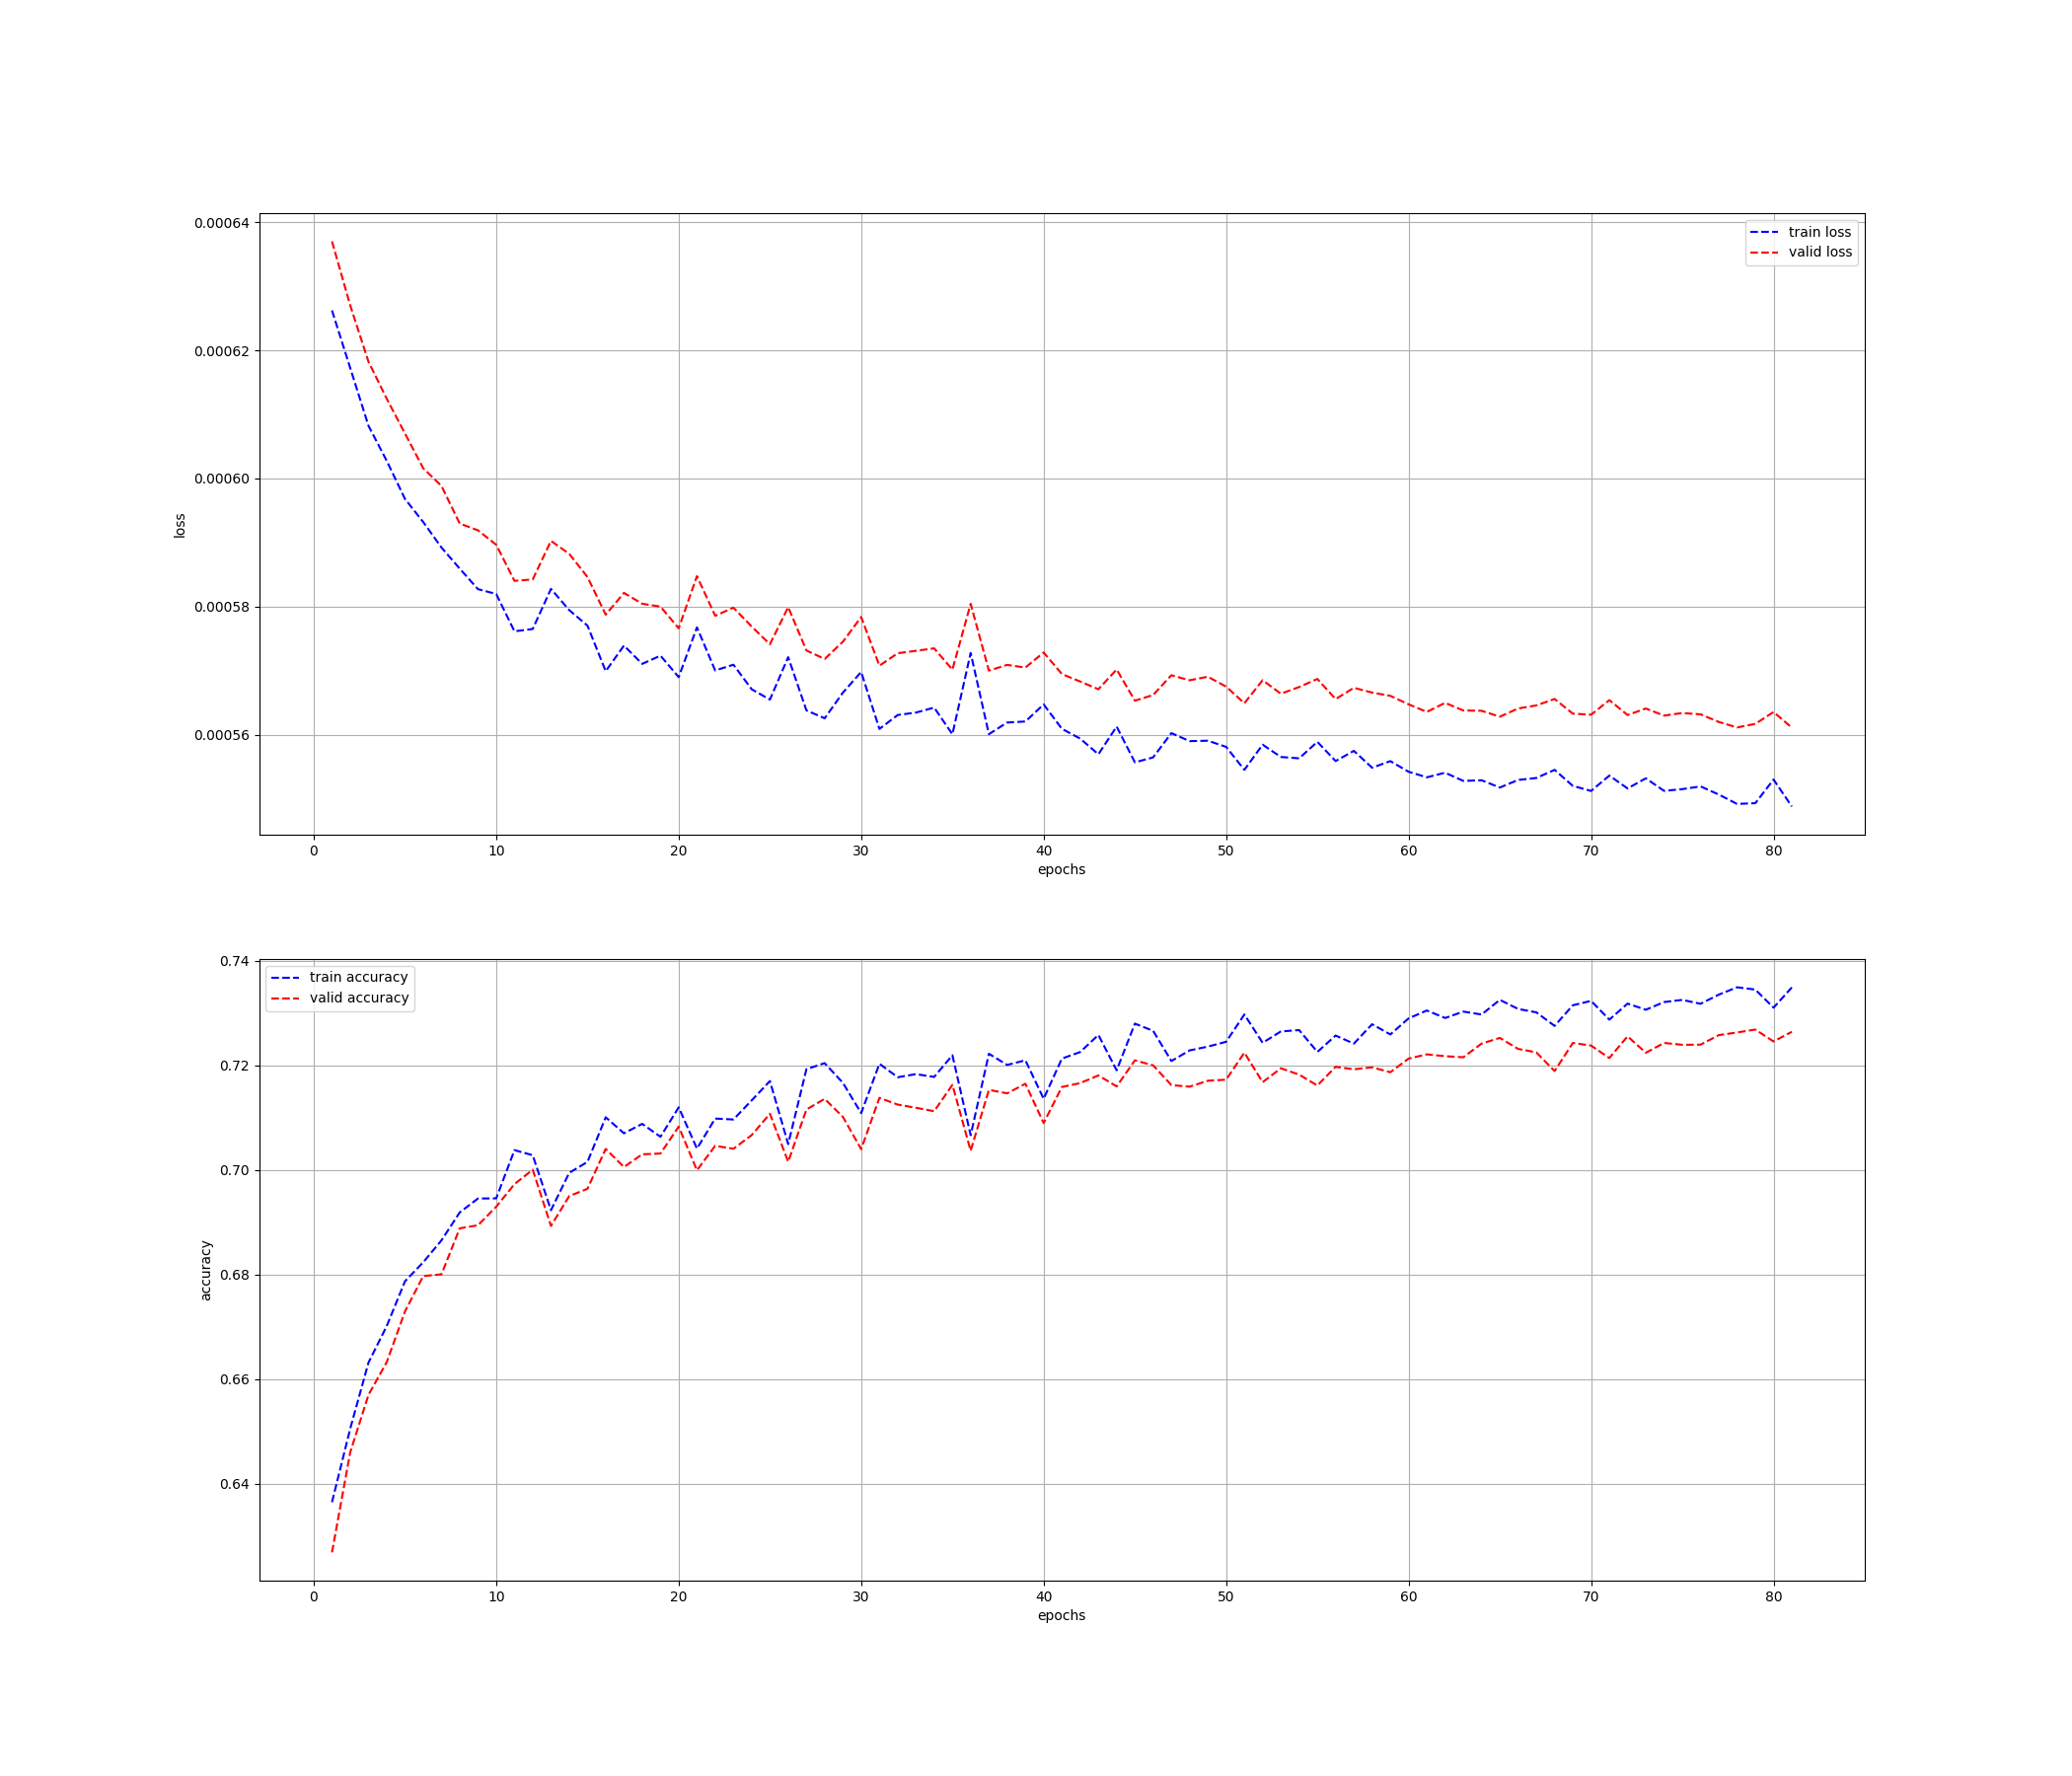 0.00064
0.00062
0.00060
0.00058
0.00056
loss
train loss
valid loss
0 10 20 30 40 50 60 70 80
epochs
0.74
0.72
0.70
0.68
0.66
0.64
accuracy
train accuracy
valid accuracy
0 10 20 30 40 50 60 70 80
epochs